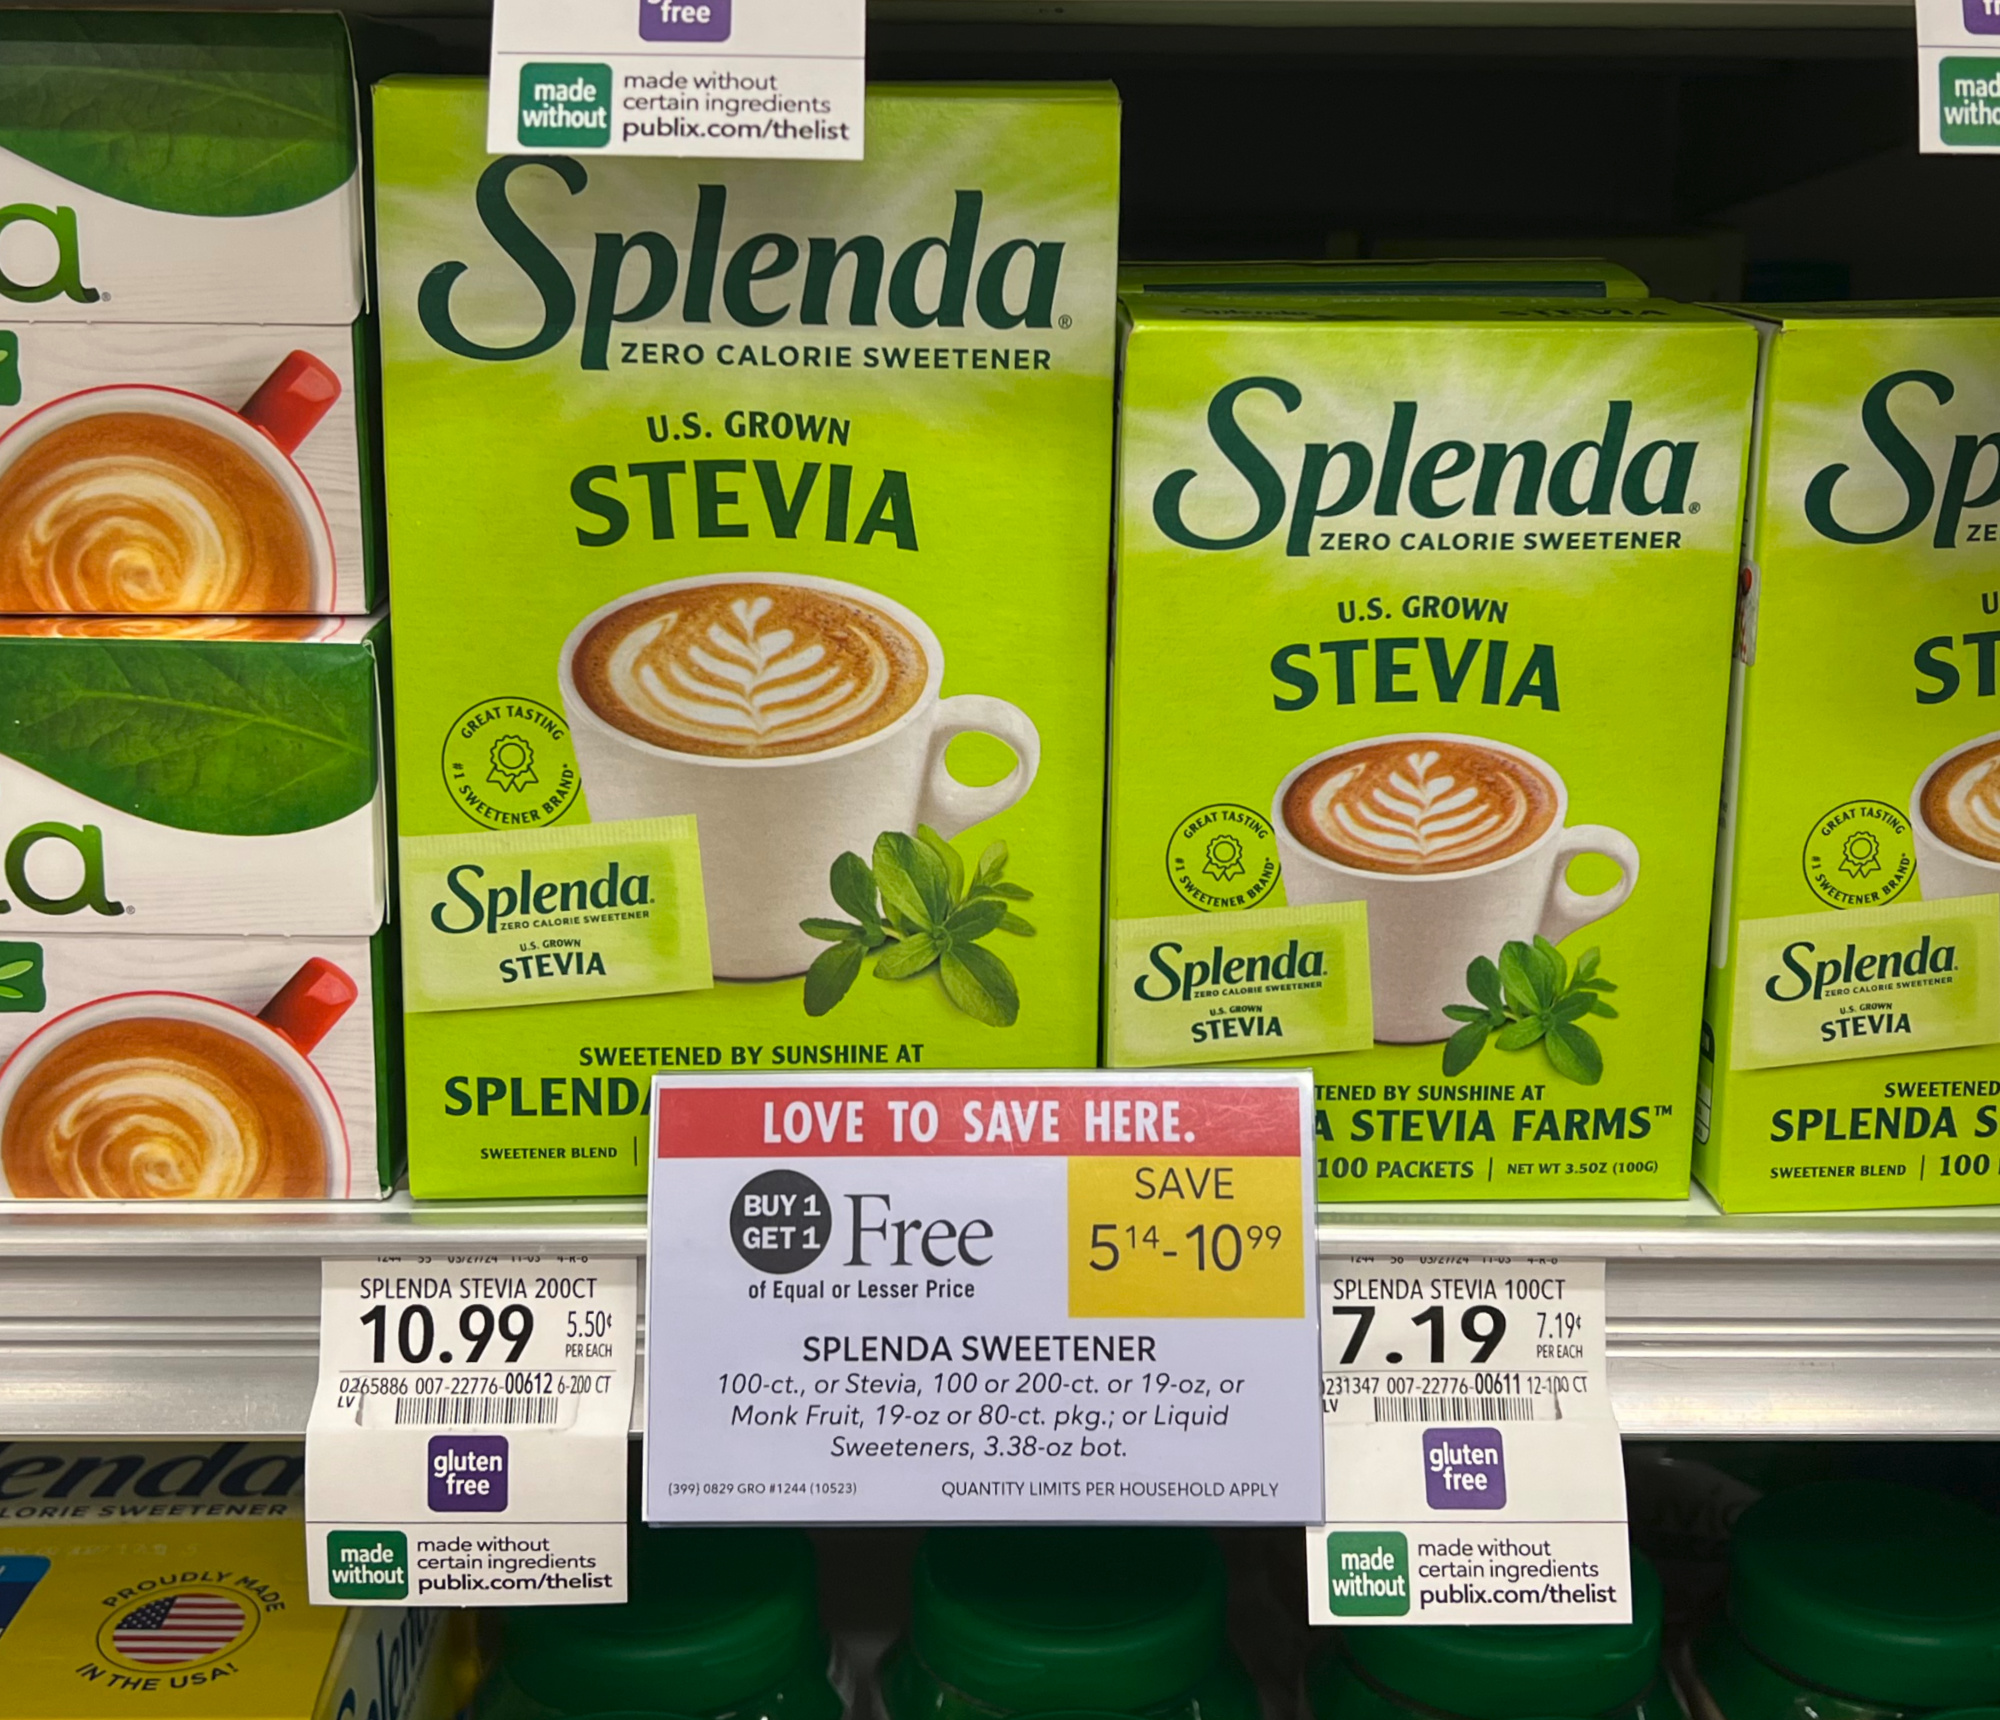 free
made without
made without
certain ingredients
publix.com/thelist
Splenda®
ZERO CALORIE SWEETENER
U.S. GROWN
STEVIA
GREAT TASTING
#1 SWEETENER BRAND*
Splenda.
ZERO CALORIE SWEETENER
U.S. GROWN
STEVIA
SWEETENED BY SUNSHINE AT
SPLENDA
SWEETENER BLEND |
Splenda®
ZERO CALORIE SWEETENER
U.S. GROWN
STEVIA
GREAT TASTING
#1 SWEETENER BRAND*
Splenda.
ZERO CALORIE SWEETENER
U.S. GROWN
STEVIA
TENED BY SUNSHINE AT
A STEVIA FARMS™
100 PACKETS | NET WT 3.5OZ (100G)
Sp
ZE
U
ST
GREAT TASTING
#1 SWEETENER BRAND*
Splenda.
ZERO CALORIE SWEETENER
U.S. GROWN
STEVIA
SWEETENED
SPLENDA S
SWEETENER BLEND | 100
a®
a®
LOVE TO SAVE HERE.
BUY 1 GET 1 Free
of Equal or Lesser Price
SAVE
5¹⁴-10⁹⁹
SPLENDA SWEETENER
100-ct., or Stevia, 100 or 200-ct. or 19-oz, or
Monk Fruit, 19-oz or 80-ct. pkg.; or Liquid
Sweeteners, 3.38-oz bot.
(399) 0829 GRO #1244 (10523) QUANTITY LIMITS PER HOUSEHOLD APPLY
SPLENDA STEVIA 200CT
10.99 5.50¢
PER EACH
0265886 007-22776-00612 6-200 CT
LV
gluten
free
made without
made without
certain ingredients
publix.com/thelist
SPLENDA STEVIA 100CT
7.19 7.19¢
PER EACH
231347 007-22776-00611 12-100 CT
LV
gluten
free
made without
made without
certain ingredients
publix.com/thelist
enda
LORIE SWEETENER
PROUDLY MADE
IN THE USA!
Splenda